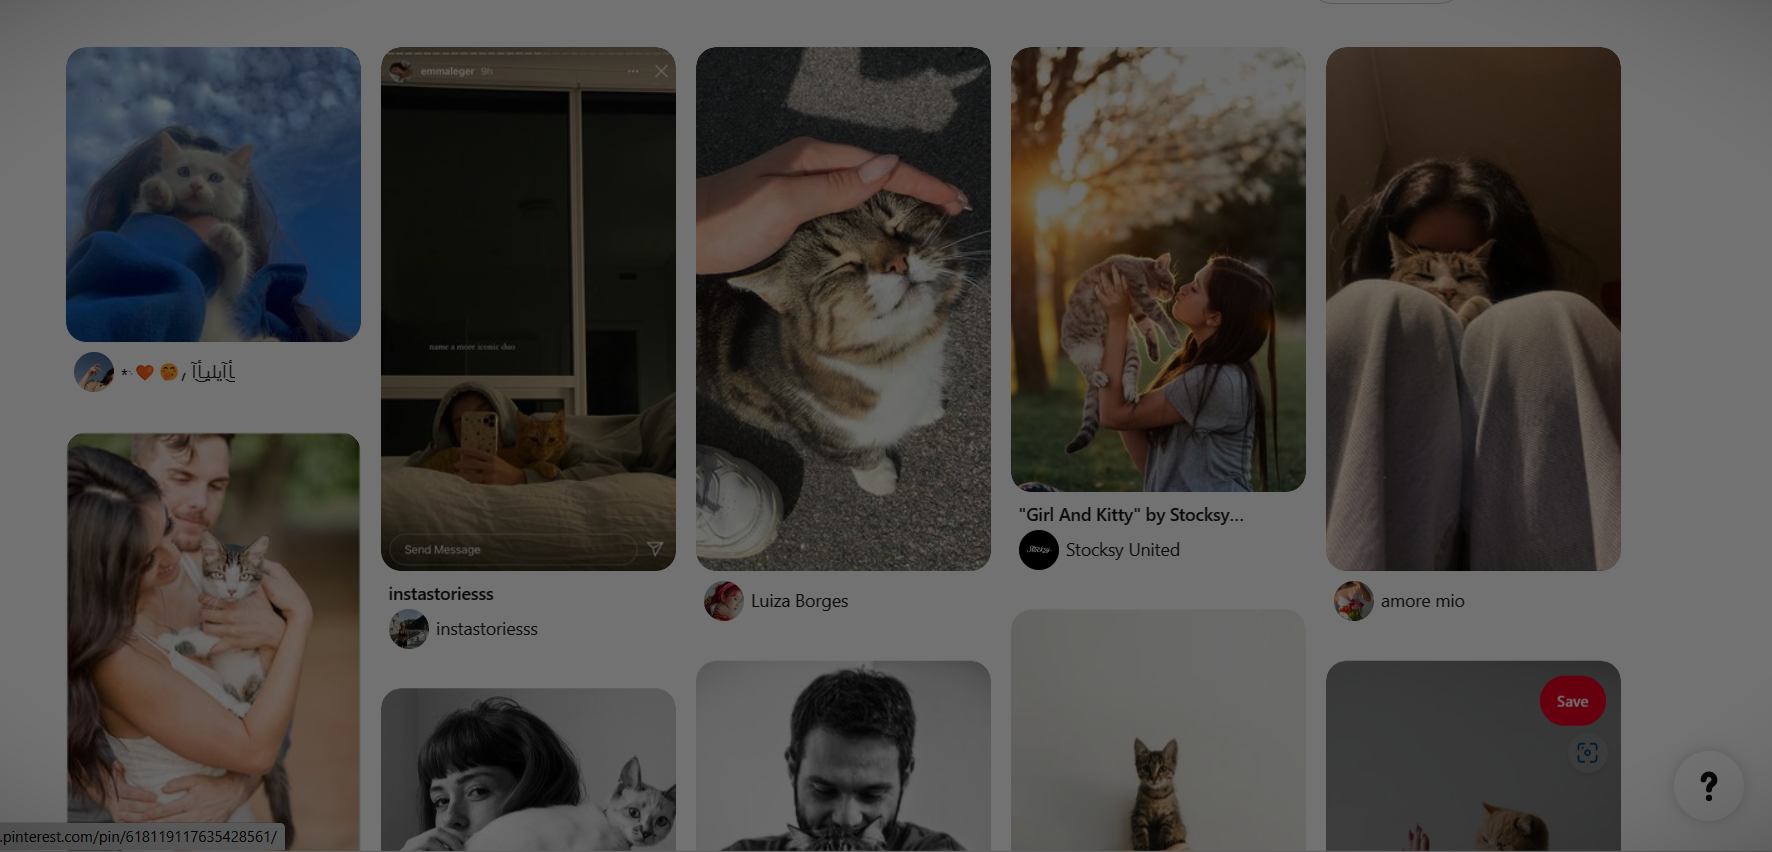 emmaleger 9h
name a more iconic duo
Send Message
instastoriesss
instastoriesss
Luiza Borges
"Girl And Kitty" by Stocksy...
Stocksy
Stocksy United
amore mio
Save
?
.pinterest.com/pin/618119117635428561/